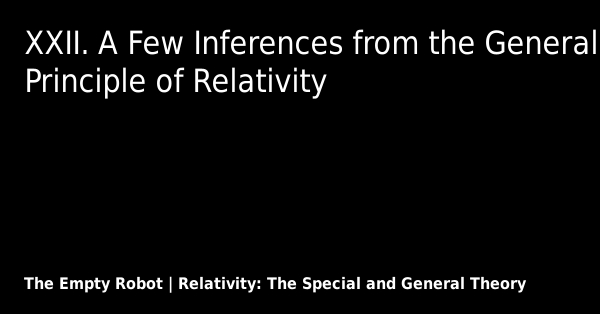 XXII. A Few Inferences from the General
Principle of Relativity
The Empty Robot | Relativity: The Special and General Theory